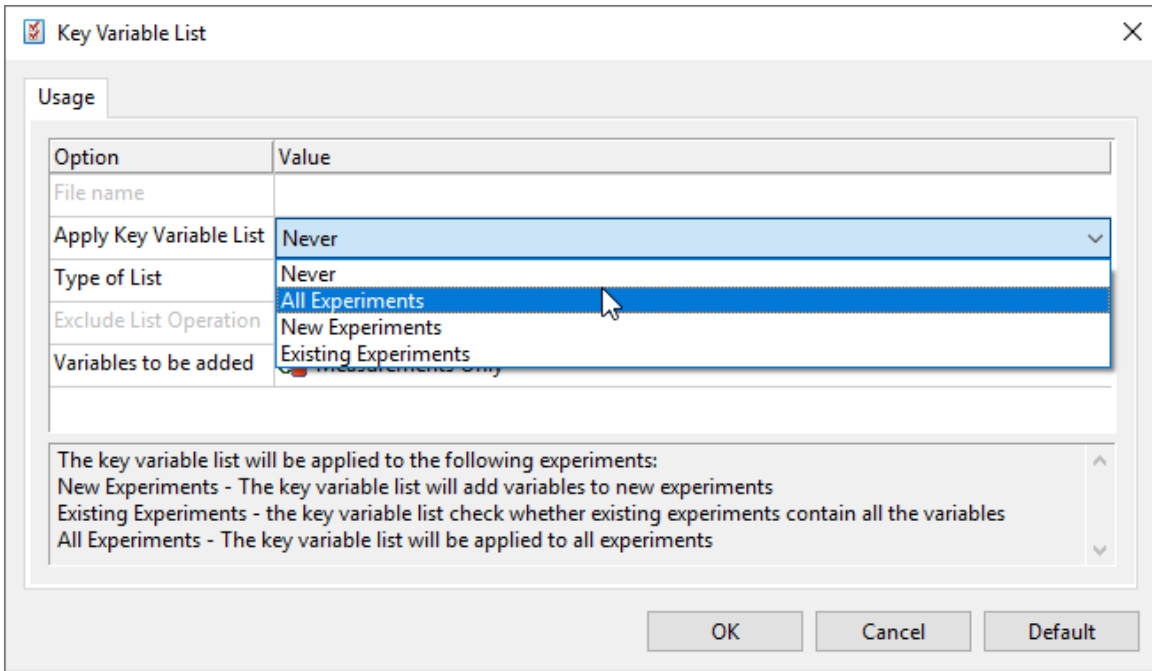 Key Variable List
Usage
Option Value
File name
Apply Key Variable List Never
Type of List Never
All Experiments
Exclude List Operation New Experiments
Existing Experiments
Variables to be added Measurements Only
The key variable list will be applied to the following experiments:
New Experiments - The key variable list will add variables to new experiments
Existing Experiments - the key variable list check whether existing experiments contain all the variables
All Experiments - The key variable list will be applied to all experiments
OK Cancel Default